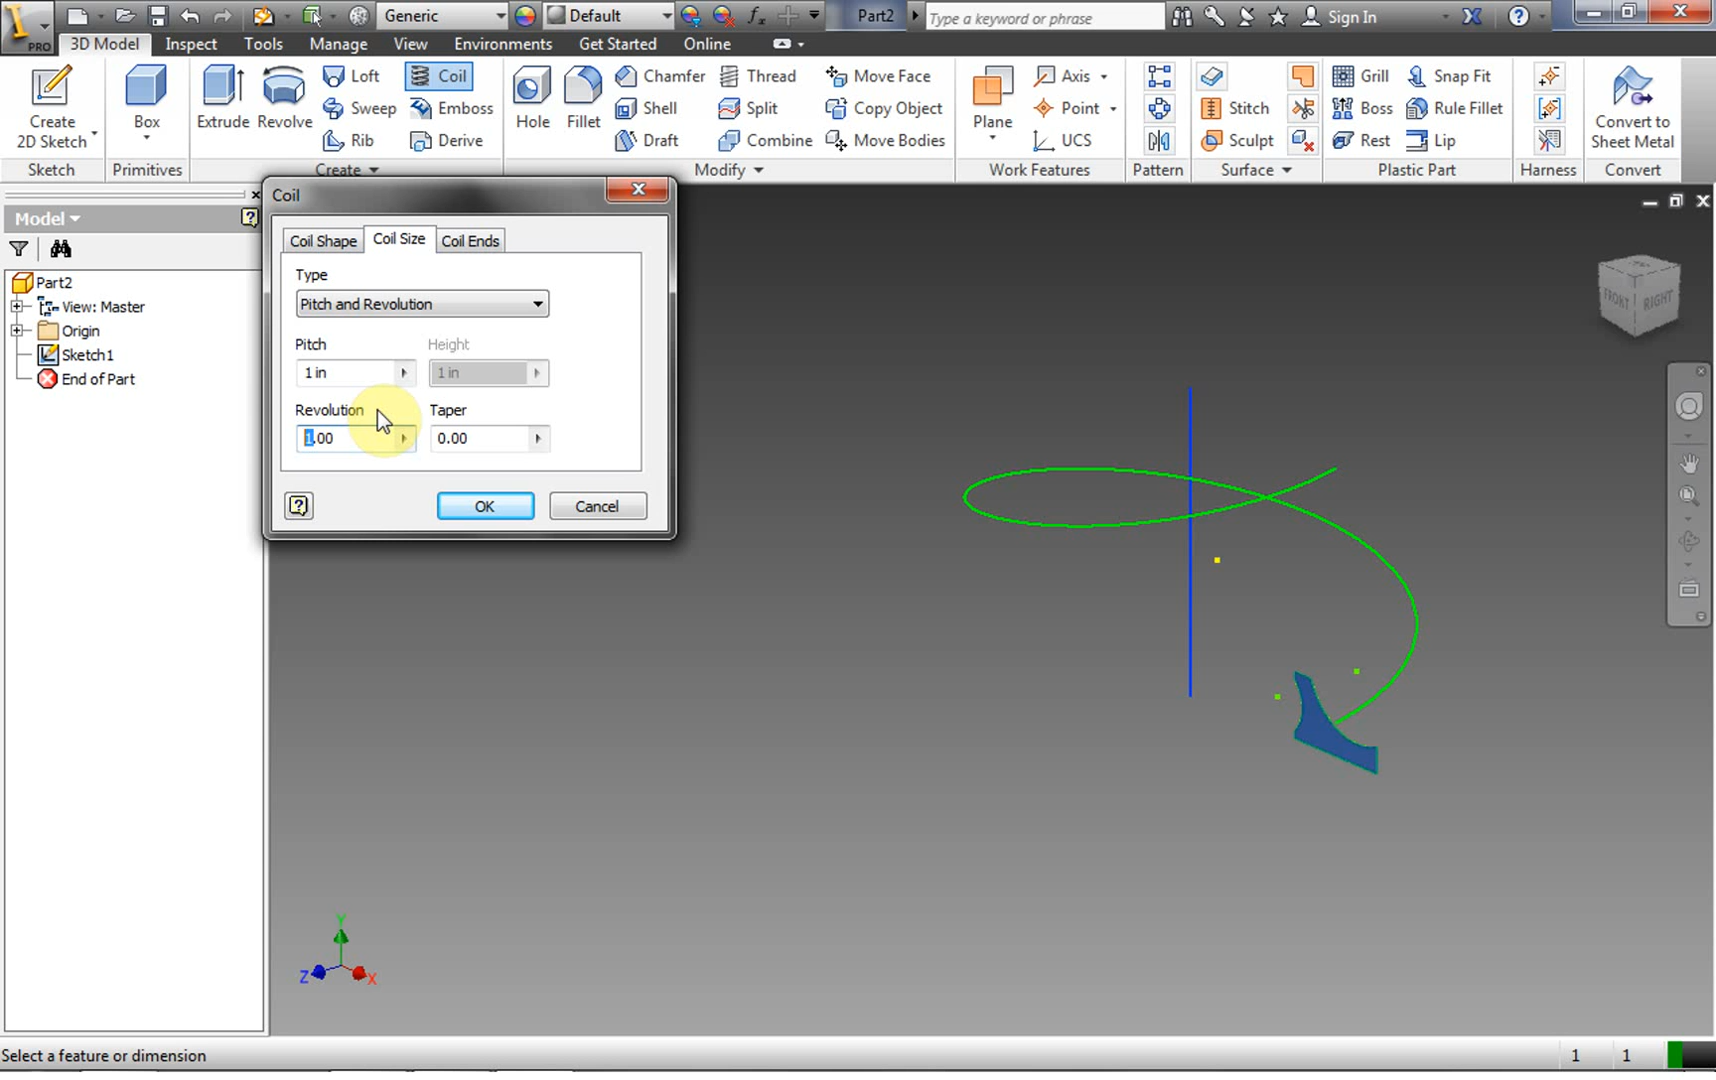 Generic
Default
fx
Part2
Type a keyword or phrase
Sign In
PRO
3D Model
Inspect
Tools
Manage
View
Environments
Get Started
Online
Create
2D Sketch
Sketch
Box
Primitives
Extrude
Revolve
Loft
Sweep
Rib
Coil
Emboss
Derive
Create
Hole
Fillet
Chamfer
Shell
Draft
Thread
Split
Combine
Move Face
Copy Object
Move Bodies
Modify
Plane
Axis
Point
UCS
Work Features
Pattern
Stitch
Sculpt
Surface
Grill
Boss
Rest
Snap Fit
Rule Fillet
Lip
Plastic Part
Harness
Convert to
Sheet Metal
Convert
Model
Part2
View: Master
Origin
Sketch1
End of Part
Coil
Coil Shape
Coil Size
Coil Ends
Type
Pitch and Revolution
Pitch
Height
1 in
1 in
Revolution
Taper
1.00
0.00
OK
Cancel
FRONT
RIGHT
Y
Z
X
Select a feature or dimension
1
1